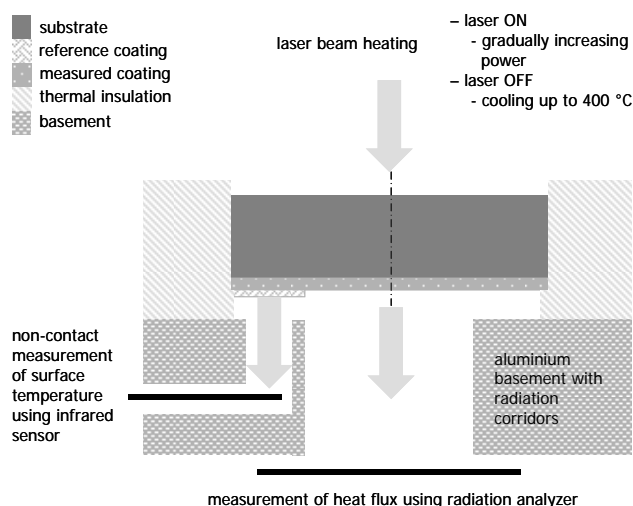 substrate
reference coating
measured coating
thermal insulation
basement
laser beam heating
– laser ON
- gradually increasing
power
– laser OFF
- cooling up to 400 °C
non-contact
measurement
of surface
temperature
using infrared
sensor
aluminium
basement with
radiation
corridors
measurement of heat flux using radiation analyzer